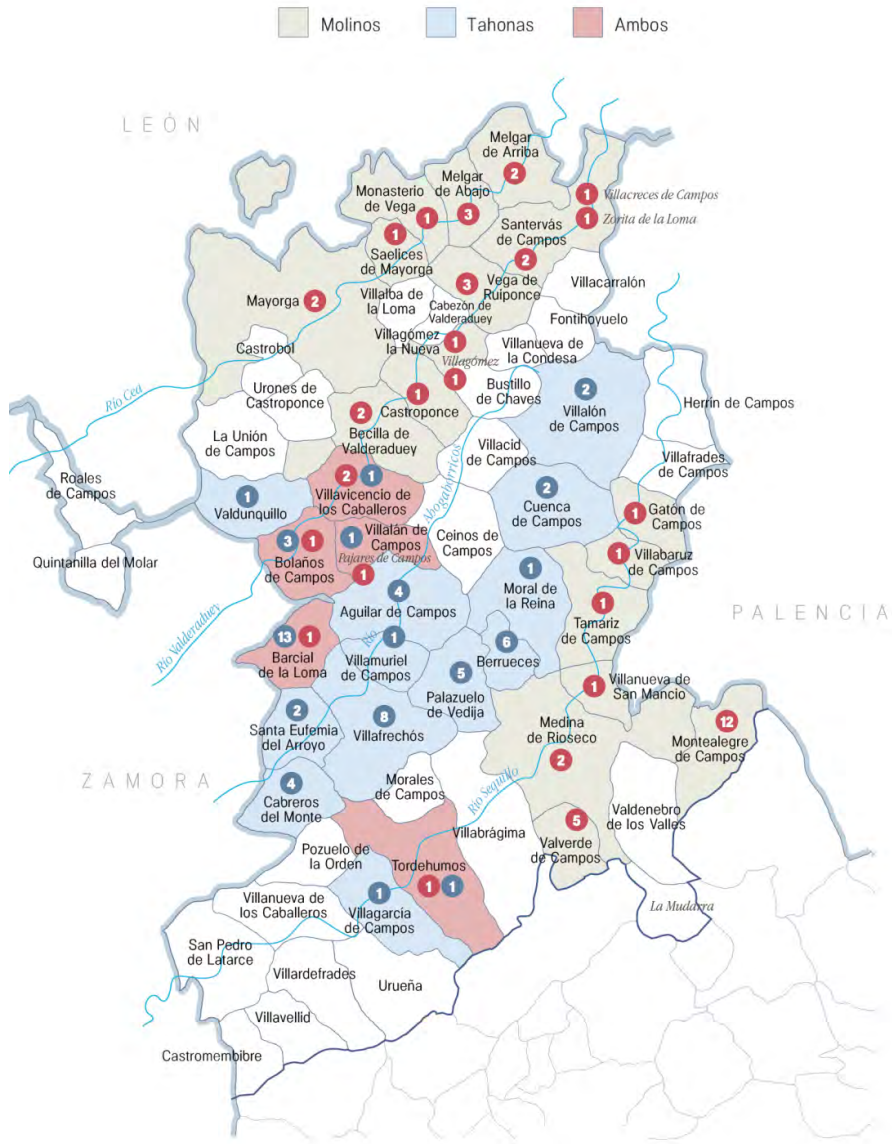 Molinos
Tahonas
Ambos
LEÓN
Melgar
de Arriba
2
Melgar
de Abajo
3
Monasterio
de Vega
1
1
Villacreces de Campos
1
Zorita de la Loma
1
Saelices
de Mayorga
Santervás
de Campos
2
Mayorga
2
Villalba de
la Loma
3
Cabezón de
Valderaduey
Vega de
Ruiponce
Villacarralón
Fontihoyuelo
Castrobol
Villagómez
la Nueva
1
Villagómez
1
Villanueva de
la Condesa
Río Cea
Urones de
Castroponce
1
Castroponce
Bustillo
de Chaves
2
Villalón
de Campos
Herrín de Campos
La Unión
de Campos
2
Becilla de
Valderaduey
Villacid
de Campos
Villafrades
de Campos
Roales
de Campos
1
Valdunquillo
2
1
Villavicencio de
los Caballeros
Ahogaborricos
2
Cuenca
de Campos
1
Gatón de
Campos
Quintanilla del Molar
3
1
Bolaños
de Campos
1
Villalán de
Campos
Pajares de Campos
1
Ceinos de
Campos
1
Villabaruz
de Campos
Río Valderaduey
4
Aguilar de Campos
1
Moral de
la Reina
1
Tamariz
de Campos
PALENCIA
13
1
Barcial
de la Loma
Río
1
Villamuriel
de Campos
6
Berrueces
5
Palazuelo
de Vedija
1
Villanueva de
San Mancio
2
Santa Eufemia
del Arroyo
8
Villafrechós
Medina
de Rioseco
2
12
Montealegre
de Campos
ZAMORA
4
Cabreros
del Monte
Morales
de Campos
Río Sequillo
Villabrágima
5
Valverde
de Campos
Valdenebro
de los Valles
Pozuelo de
la Orden
Tordehumos
1
1
Villanueva de
los Caballeros
1
Villagarcía
de Campos
La Mudarra
San Pedro
de Latarce
Villardefrades
Urueña
Villavellid
Castromembibre